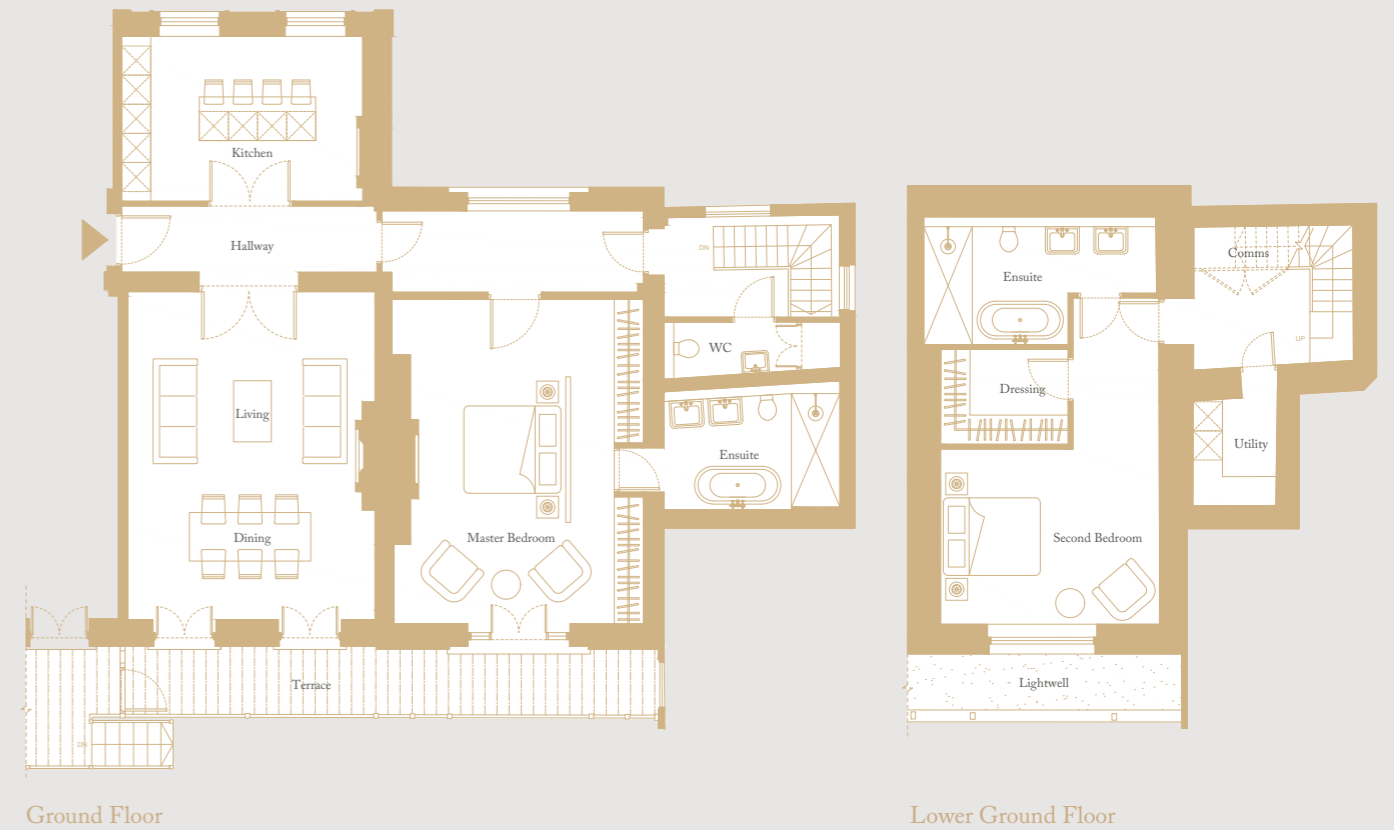 Kitchen
Hallway
DN
WC
Living
Ensuite
Dining
Master Bedroom
Terrace
DN
Ground Floor
Comms
Ensuite
UP
Dressing
Utility
Second Bedroom
Lightwell
Lower Ground Floor